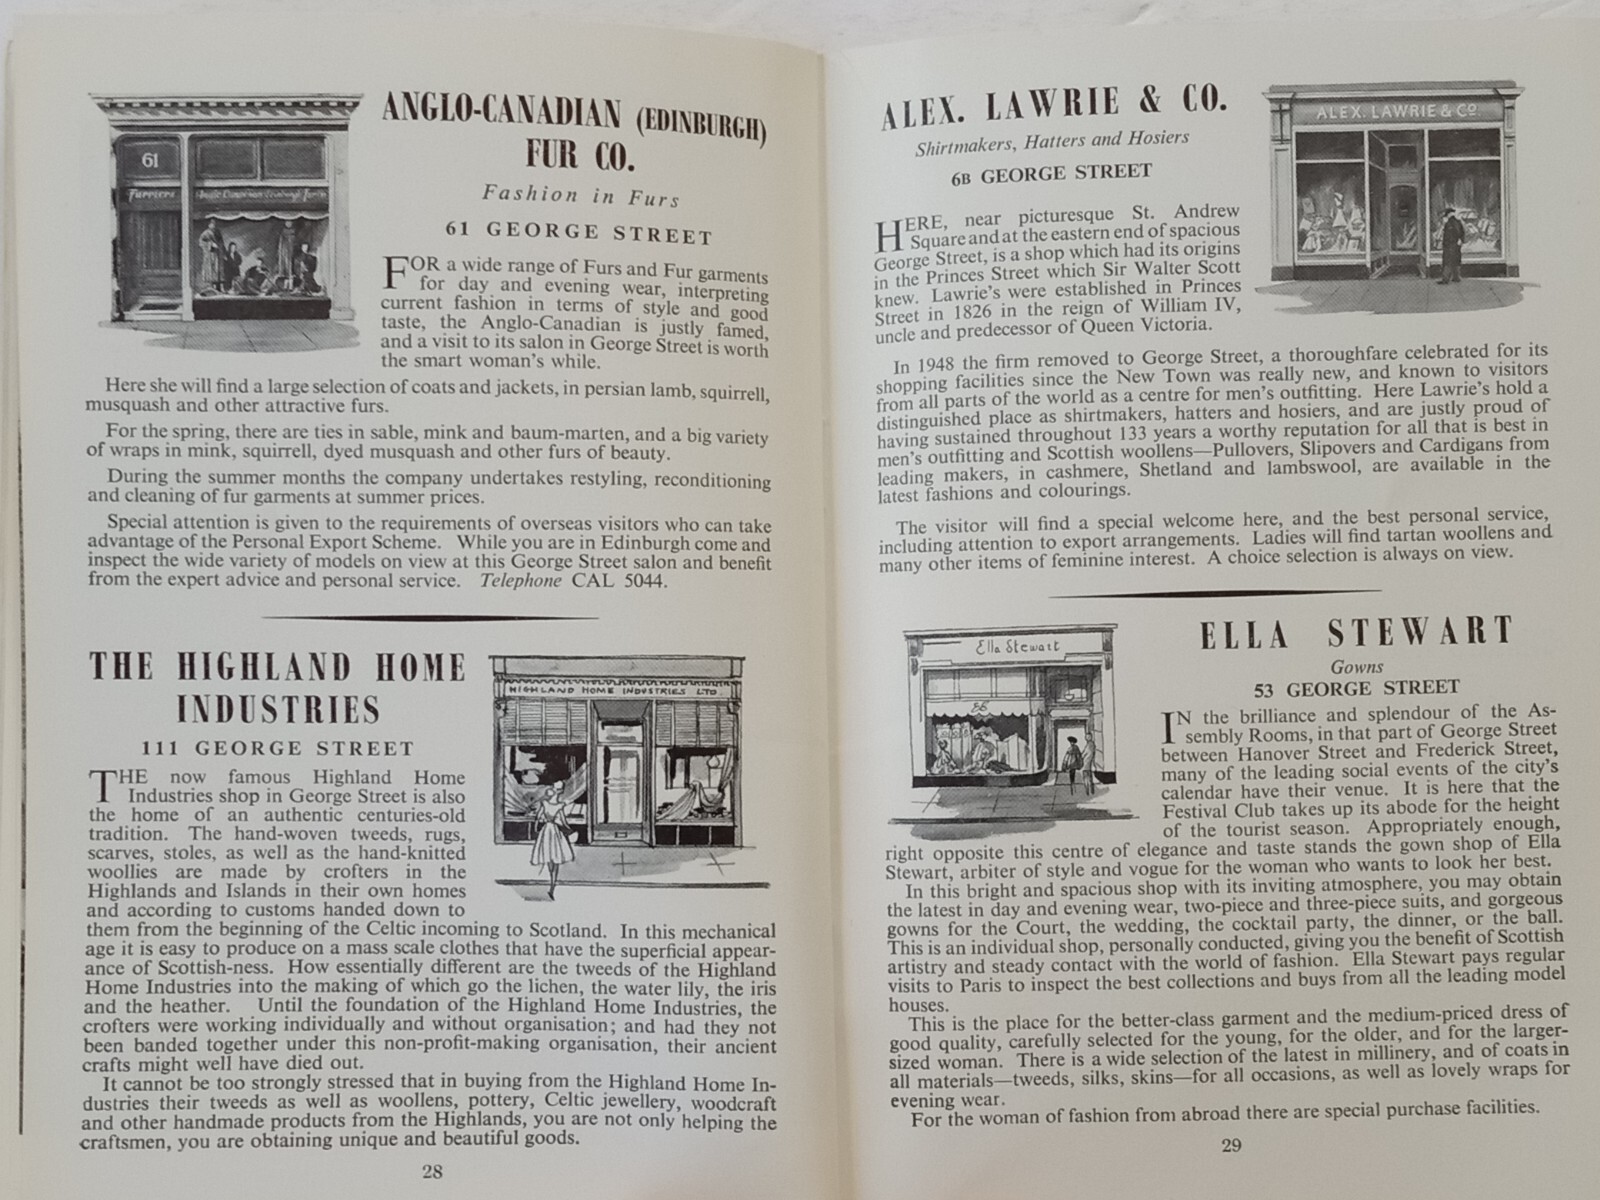 ANGLO-CANADIAN (EDINBURGH)
FUR CO.
Fashion in Furs
61 GEORGE STREET
61
Furriers
FOR a wide range of Furs and Fur garments
for day and evening wear, interpreting
current fashion in terms of style and good
taste, the Anglo-Canadian is justly famed,
and a visit to its salon in George Street is worth
the smart woman's while.
Here she will find a large selection of coats and jackets, in persian lamb, squirrell,
musquash and other attractive furs.
For the spring, there are ties in sable, mink and baum-marten, and a big variety
of wraps in mink, squirrell, dyed musquash and other furs of beauty.
During the summer months the company undertakes restyling, reconditioning
and cleaning of fur garments at summer prices.
Special attention is given to the requirements of overseas visitors who can take
advantage of the Personal Export Scheme. While you are in Edinburgh come and
inspect the wide variety of models on view at this George Street salon and benefit
from the expert advice and personal service. Telephone CAL 5044.
THE HIGHLAND HOME
INDUSTRIES
111 GEORGE STREET
HIGHLAND HOME INDUSTRIES LTD.
THE now famous Highland Home
Industries shop in George Street is also
the home of an authentic centuries-old
tradition. The hand-woven tweeds, rugs,
scarves, stoles, as well as the hand-knitted
woollies are made by crofters in the
Highlands and Islands in their own homes
and according to customs handed down to
them from the beginning of the Celtic incoming to Scotland. In this mechanical
age it is easy to produce on a mass scale clothes that have the superficial appear-
ance of Scottish-ness. How essentially different are the tweeds of the Highland
Home Industries into the making of which go the lichen, the water lily, the iris
and the heather. Until the foundation of the Highland Home Industries, the
crofters were working individually and without organisation; and had they not
been banded together under this non-profit-making organisation, their ancient
crafts might well have died out.
It cannot be too strongly stressed that in buying from the Highland Home In-
dustries their tweeds as well as woollens, pottery, Celtic jewellery, woodcraft
and other handmade products from the Highlands, you are not only helping the
craftsmen, you are obtaining unique and beautiful goods.
28
ALEX. LAWRIE & CO.
Shirtmakers, Hatters and Hosiers
6B GEORGE STREET
ALEX. LAWRIE & CO.
HERE, near picturesque St. Andrew
Square and at the eastern end of spacious
George Street, is a shop which had its origins
in the Princes Street which Sir Walter Scott
knew. Lawrie's were established in Princes
Street in 1826 in the reign of William IV,
uncle and predecessor of Queen Victoria.
In 1948 the firm removed to George Street, a thoroughfare celebrated for its
shopping facilities since the New Town was really new, and known to visitors
from all parts of the world as a centre for men's outfitting. Here Lawrie's hold a
distinguished place as shirtmakers, hatters and hosiers, and are justly proud of
having sustained throughout 133 years a worthy reputation for all that is best in
men's outfitting and Scottish woollens—Pullovers, Slipovers and Cardigans from
leading makers, in cashmere, Shetland and lambswool, are available in the
latest fashions and colourings.
The visitor will find a special welcome here, and the best personal service,
including attention to export arrangements. Ladies will find tartan woollens and
many other items of feminine interest. A choice selection is always on view.
Ella Stewart
ELLA STEWART
Gowns
53 GEORGE STREET
IN the brilliance and splendour of the As-
sembly Rooms, in that part of George Street
between Hanover Street and Frederick Street,
many of the leading social events of the city's
calendar have their venue. It is here that the
Festival Club takes up its abode for the height
of the tourist season. Appropriately enough,
right opposite this centre of elegance and taste stands the gown shop of Ella
Stewart, arbiter of style and vogue for the woman who wants to look her best.
In this bright and spacious shop with its inviting atmosphere, you may obtain
the latest in day and evening wear, two-piece and three-piece suits, and gorgeous
gowns for the Court, the wedding, the cocktail party, the dinner, or the ball.
This is an individual shop, personally conducted, giving you the benefit of Scottish
artistry and steady contact with the world of fashion. Ella Stewart pays regular
visits to Paris to inspect the best collections and buys from all the leading model
houses.
This is the place for the better-class garment and the medium-priced dress of
good quality, carefully selected for the young, for the older, and for the larger-
sized woman. There is a wide selection of the latest in millinery, and of coats in
all materials—tweeds, silks, skins—for all occasions, as well as lovely wraps for
evening wear.
For the woman of fashion from abroad there are special purchase facilities.
29